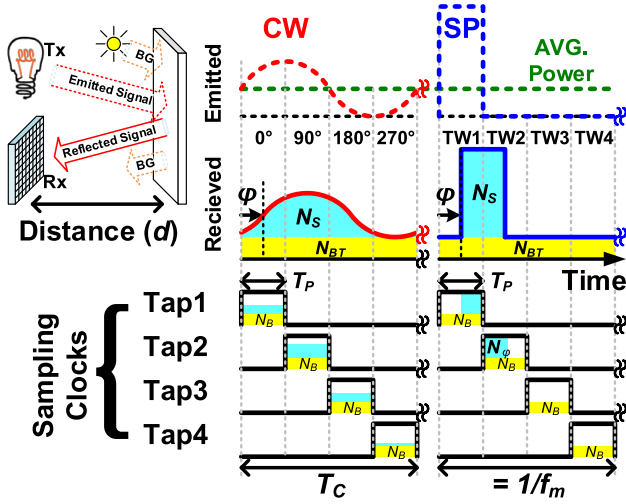 Tx
BG
Emitted Signal
Reflected Signal
BG
Rx
Distance (d)
CW
SP
AVG.
Power
Emitted
0° 90° 180° 270°
TW1 TW2 TW3 TW4
Recieved
φ
N_S
N_BT
φ
N_S
N_BT
Time
T_P
T_P
Sampling
Clocks
Tap1
N_B
N_B
Tap2
N_B
N_φ
N_B
Tap3
N_B
N_B
Tap4
N_B
N_B
T_C
= 1/f_m